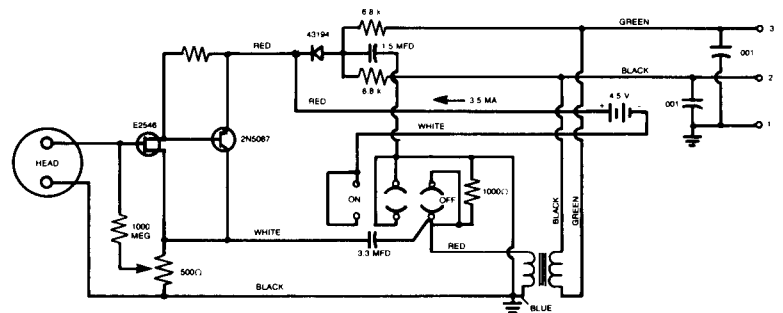 6.8 k
GREEN
3
43194
1.5 MFD
.001
RED
BLACK
2
6.8 k
.001
3.5 MA
4.5 V
+
-
RED
E2546
WHITE
1
2N5087
HEAD
ON
OFF
1000Ω
BLACK
GREEN
1000
MEG
WHITE
3.3 MFD
RED
500Ω
BLACK
BLUE